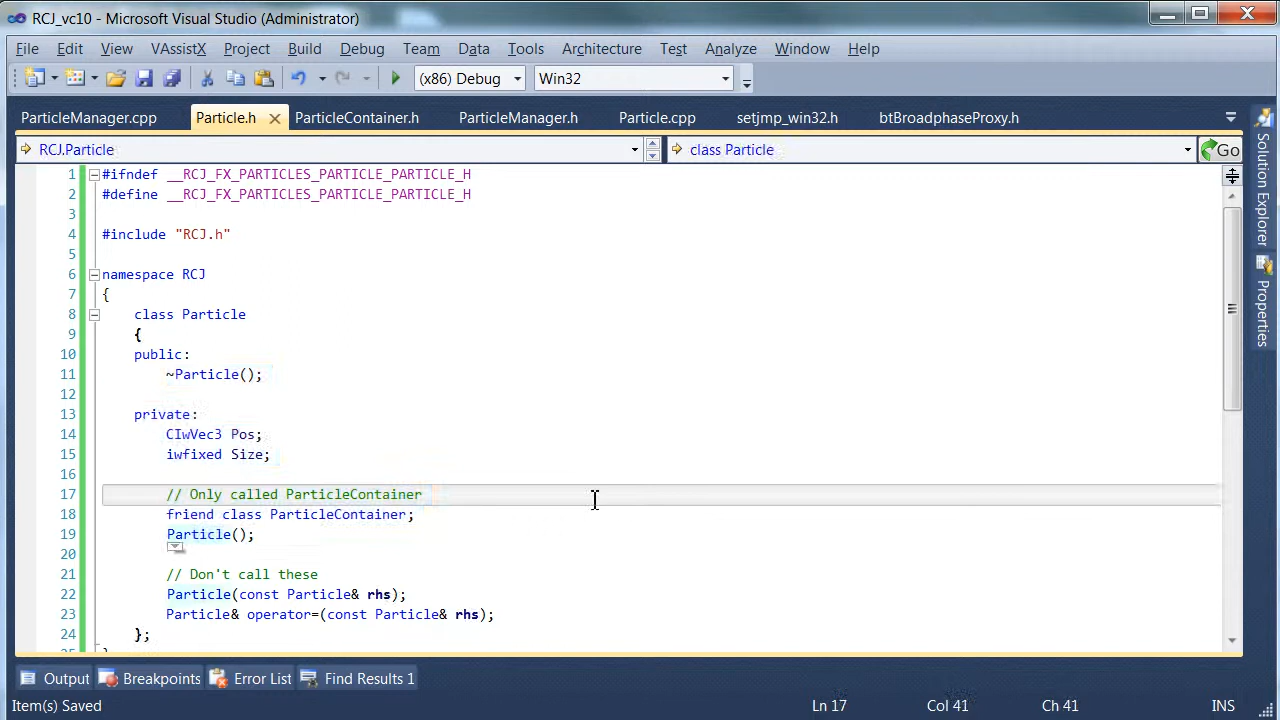 RCJ_vc10 - Microsoft Visual Studio (Administrator)
File Edit View VAssistX Project Build Debug Team Data Tools Architecture Test Analyze Window Help
(x86) Debug Win32
ParticleManager.cpp Particle.h ParticleContainer.h ParticleManager.h Particle.cpp setjmp_win32.h btBroadphaseProxy.h
RCJ.Particle class Particle Go
1 #ifndef __RCJ_FX_PARTICLES_PARTICLE_PARTICLE_H
2 #define __RCJ_FX_PARTICLES_PARTICLE_PARTICLE_H
3
4 #include "RCJ.h"
5
6 namespace RCJ
7 {
8 class Particle
9 {
10 public:
11 ~Particle();
12
13 private:
14 CIwVec3 Pos;
15 iwfixed Size;
16
17 // Only called ParticleContainer
18 friend class ParticleContainer;
19 Particle();
20
21 // Don't call these
22 Particle(const Particle& rhs);
23 Particle& operator=(const Particle& rhs);
24 };
Solution Explorer
Properties
Output Breakpoints Error List Find Results 1
Item(s) Saved Ln 17 Col 41 Ch 41 INS